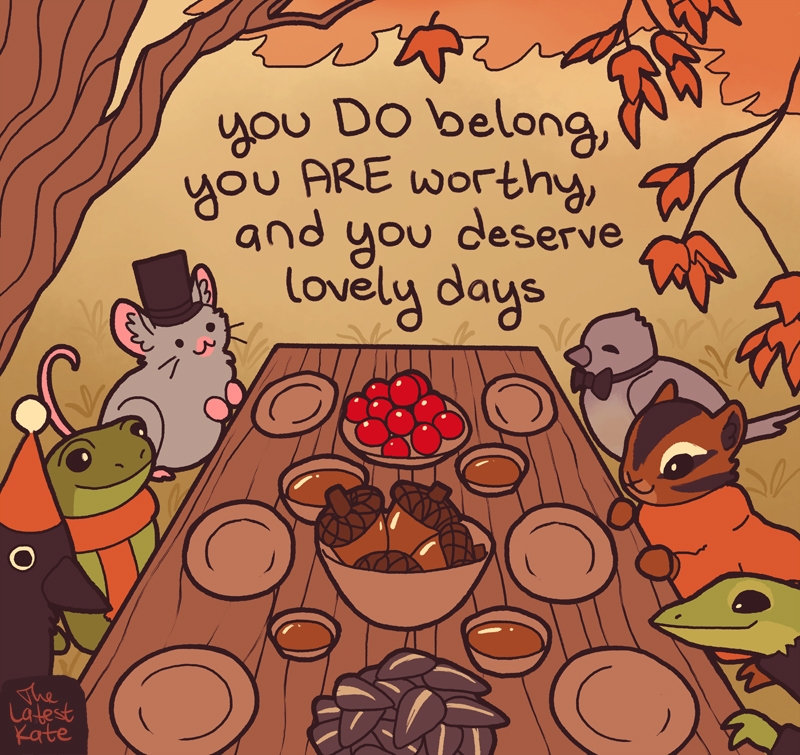 you DO belong,
you ARE worthy,
and you deserve
lovely days
The
Latest
Kate